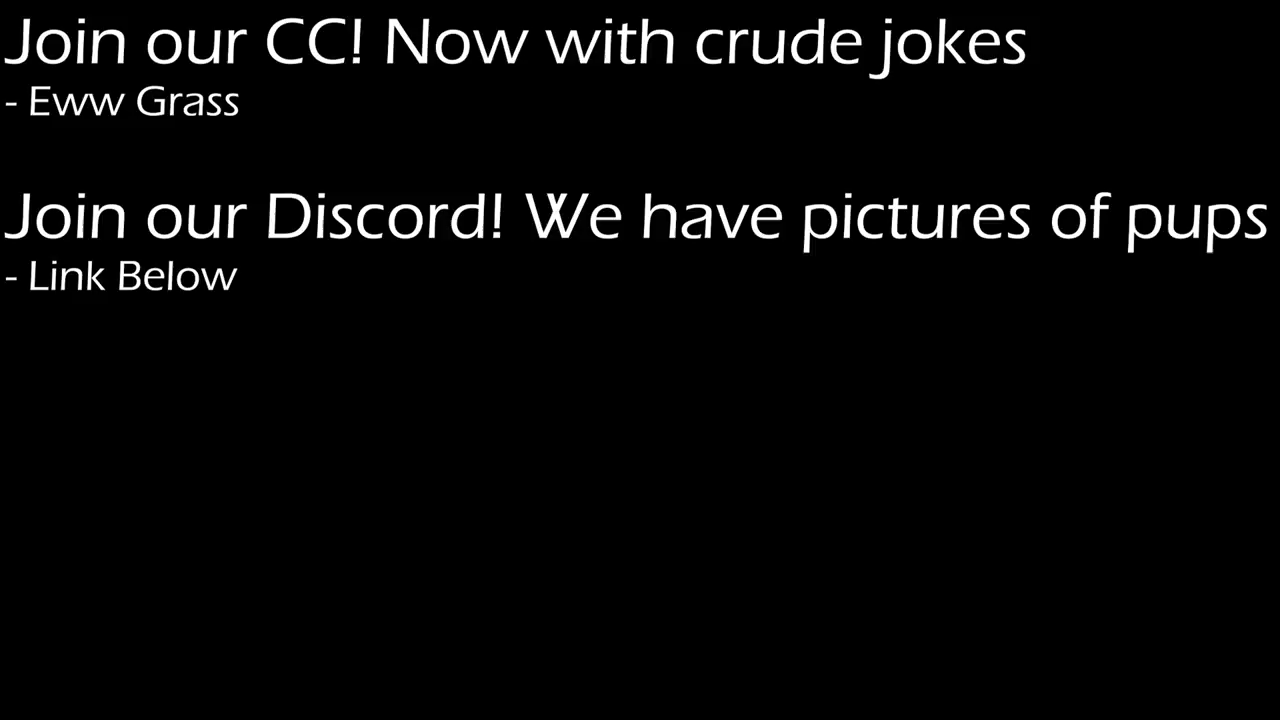 Join our CC! Now with crude jokes
- Eww Grass
Join our Discord! We have pictures of pups
- Link Below